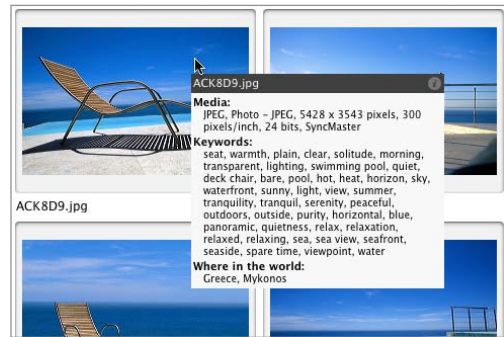 ACK8D9.jpg
Media:
JPEG, Photo – JPEG, 5428 x 3543 pixels, 300
pixels/inch, 24 bits, SyncMaster
Keywords:
seat, warmth, plain, clear, solitude, morning,
transparent, lighting, swimming pool, quiet,
deck chair, bare, pool, hot, heat, horizon, sky,
waterfront, sunny, light, view, summer,
tranquility, tranquil, serenity, peaceful,
outdoors, outside, purity, horizontal, blue,
panoramic, quietness, relax, relaxation,
relaxed, relaxing, sea, sea view, seafront,
seaside, spare time, viewpoint, water
Where in the world:
Greece, Mykonos
ACK8D9.jpg